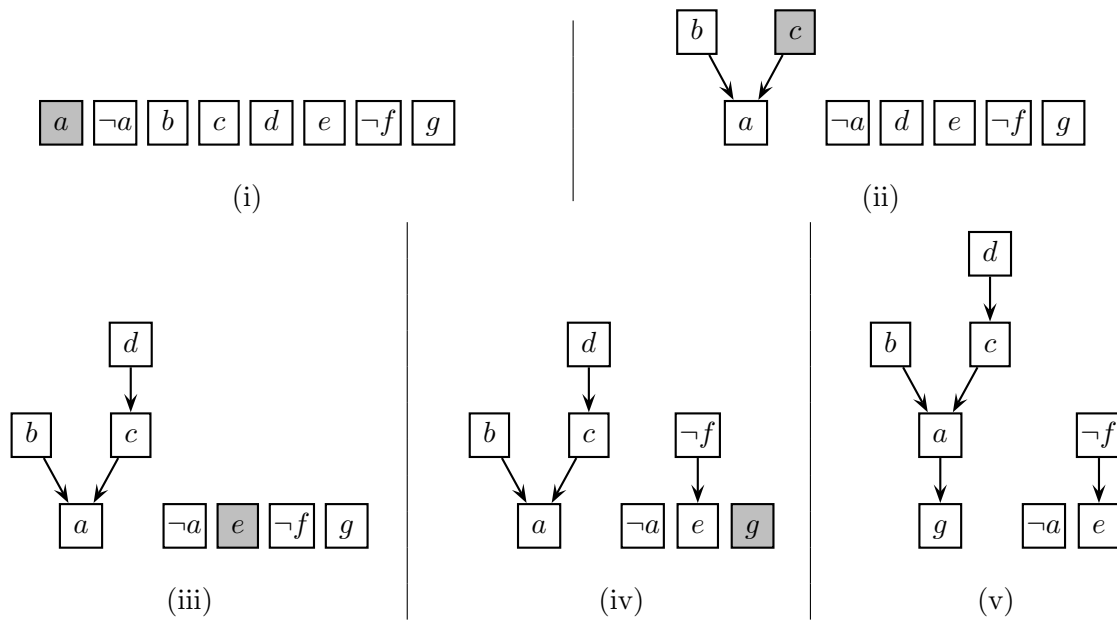 b c
a ¬a b c d e ¬f g
a ¬a d e ¬f g
(i)
(ii)
d
b c
a ¬a e ¬f g
(iii)
d
b c ¬f
a ¬a e g
(iv)
d
b c
a ¬f
g ¬a e
(v)